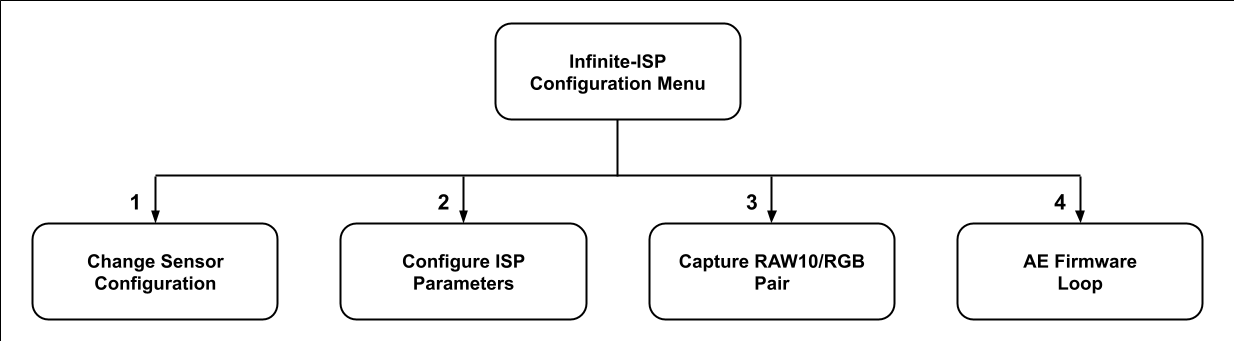 Infinite-ISP
Configuration Menu
1
2
3
4
Change Sensor
Configuration
Configure ISP
Parameters
Capture RAW10/RGB
Pair
AE Firmware
Loop